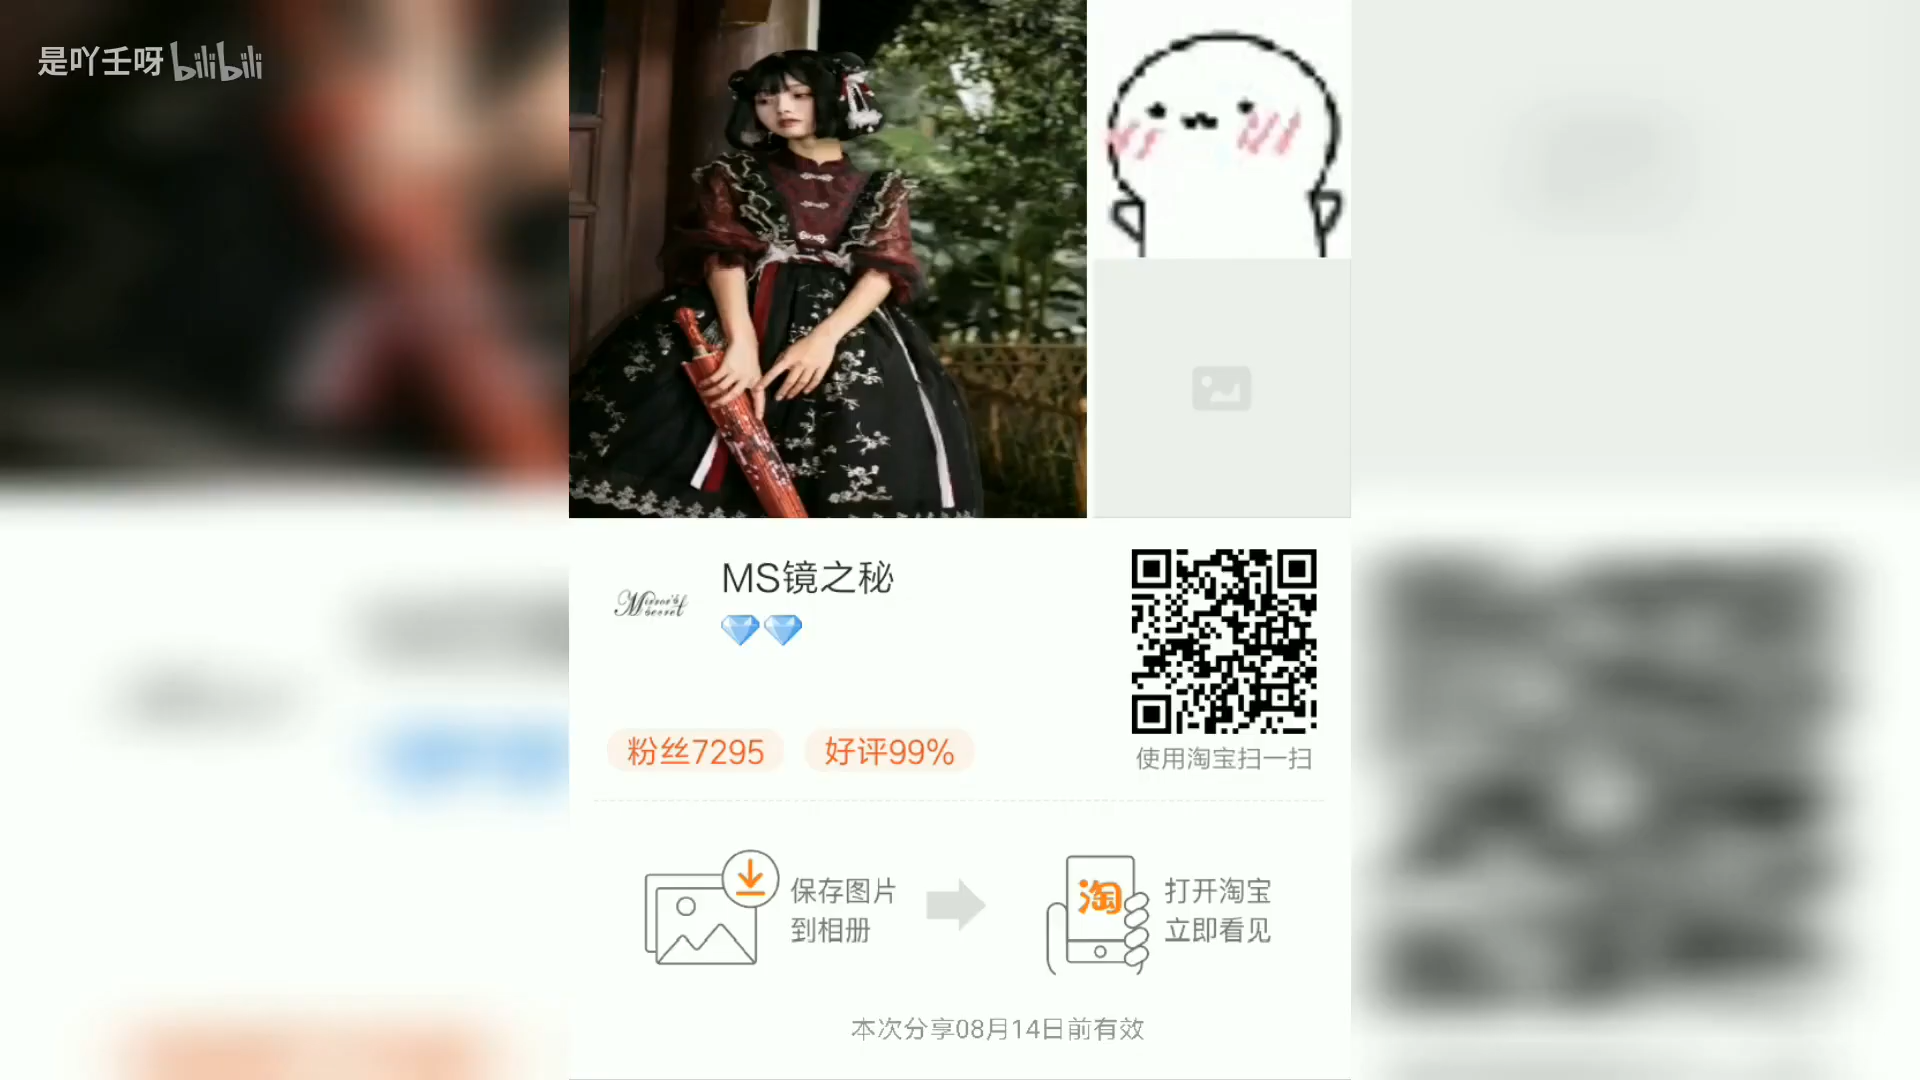 是吖壬呀 bilibili
MS镜之秘
Mirror's
Secret
粉丝7295
好评99%
使用淘宝扫一扫
保存图片
到相册
淘
打开淘宝
立即看见
本次分享08月14日前有效